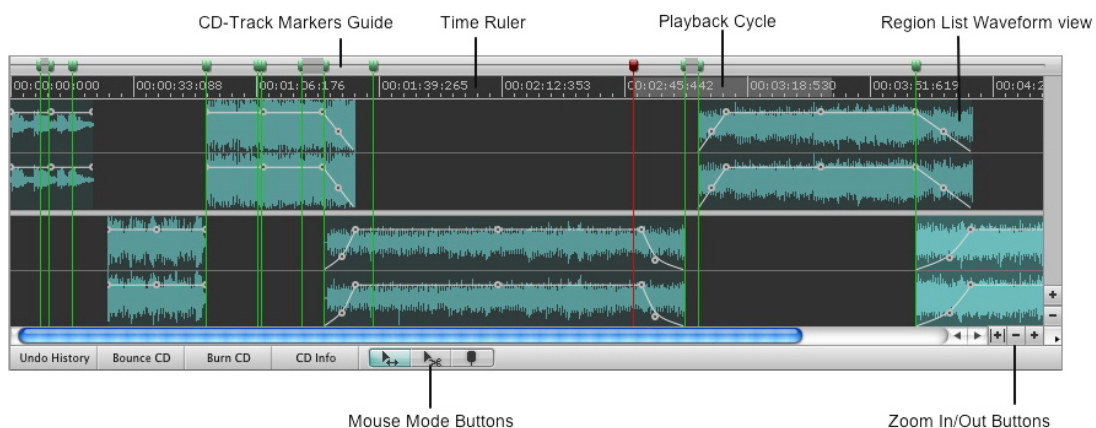 CD-Track Markers Guide Time Ruler Playback Cycle Region List Waveform view
00:00:00:000 00:00:33:088 00:01:06:176 00:01:39:265 00:02:12:353 00:02:45:442 00:03:18:530 00:03:51:619 00:04:2
Undo History Bounce CD Burn CD CD Info
Mouse Mode Buttons Zoom In/Out Buttons